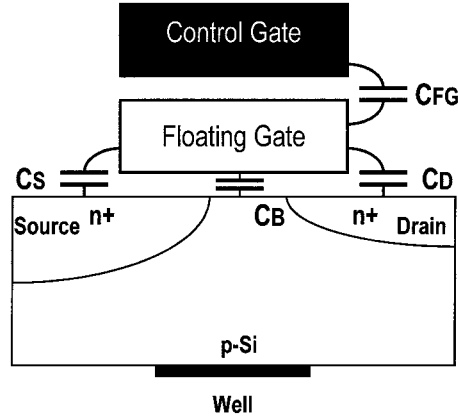 Control Gate
CFG
Floating Gate
CS
CD
n+
CB
n+
Source
Drain
p-Si
Well